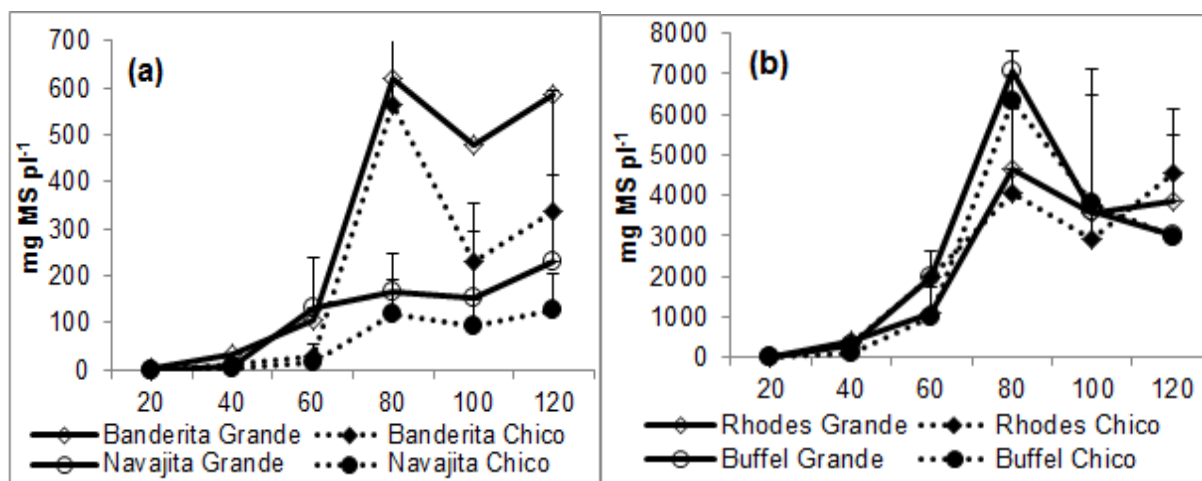 (a)
mg MS pl-1
700
600
500
400
300
200
100
0
20 40 60 80 100 120
Banderita Grande Banderita Chico
Navajita Grande Navajita Chico
(b)
mg MS pl-1
8000
7000
6000
5000
4000
3000
2000
1000
0
20 40 60 80 100 120
Rhodes Grande Rhodes Chico
Buffel Grande Buffel Chico